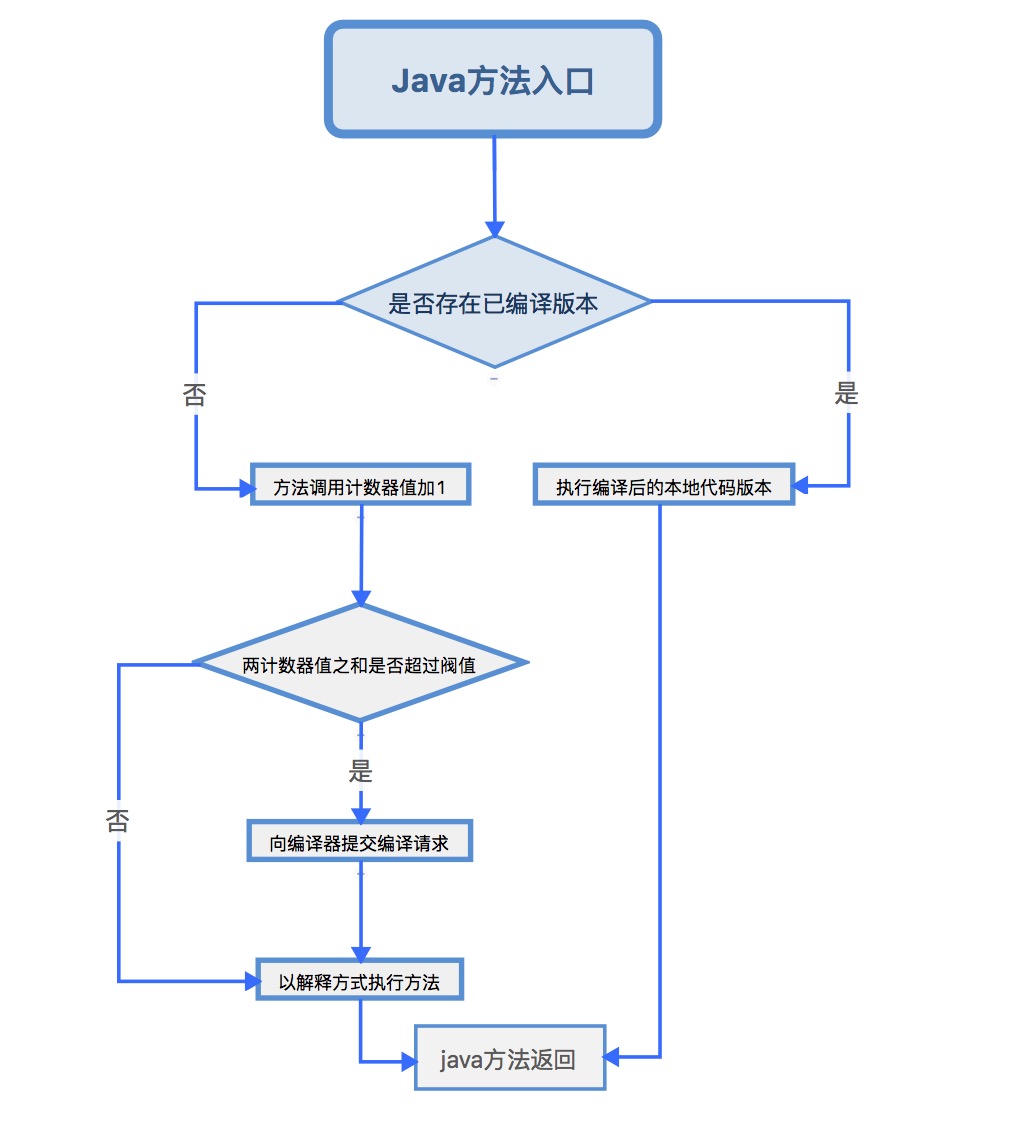 Java方法入口
是否存在已编译版本
否
是
方法调用计数器值加1
执行编译后的本地代码版本
两计数器值之和是否超过阀值
是
否
向编译器提交编译请求
以解释方式执行方法
java方法返回